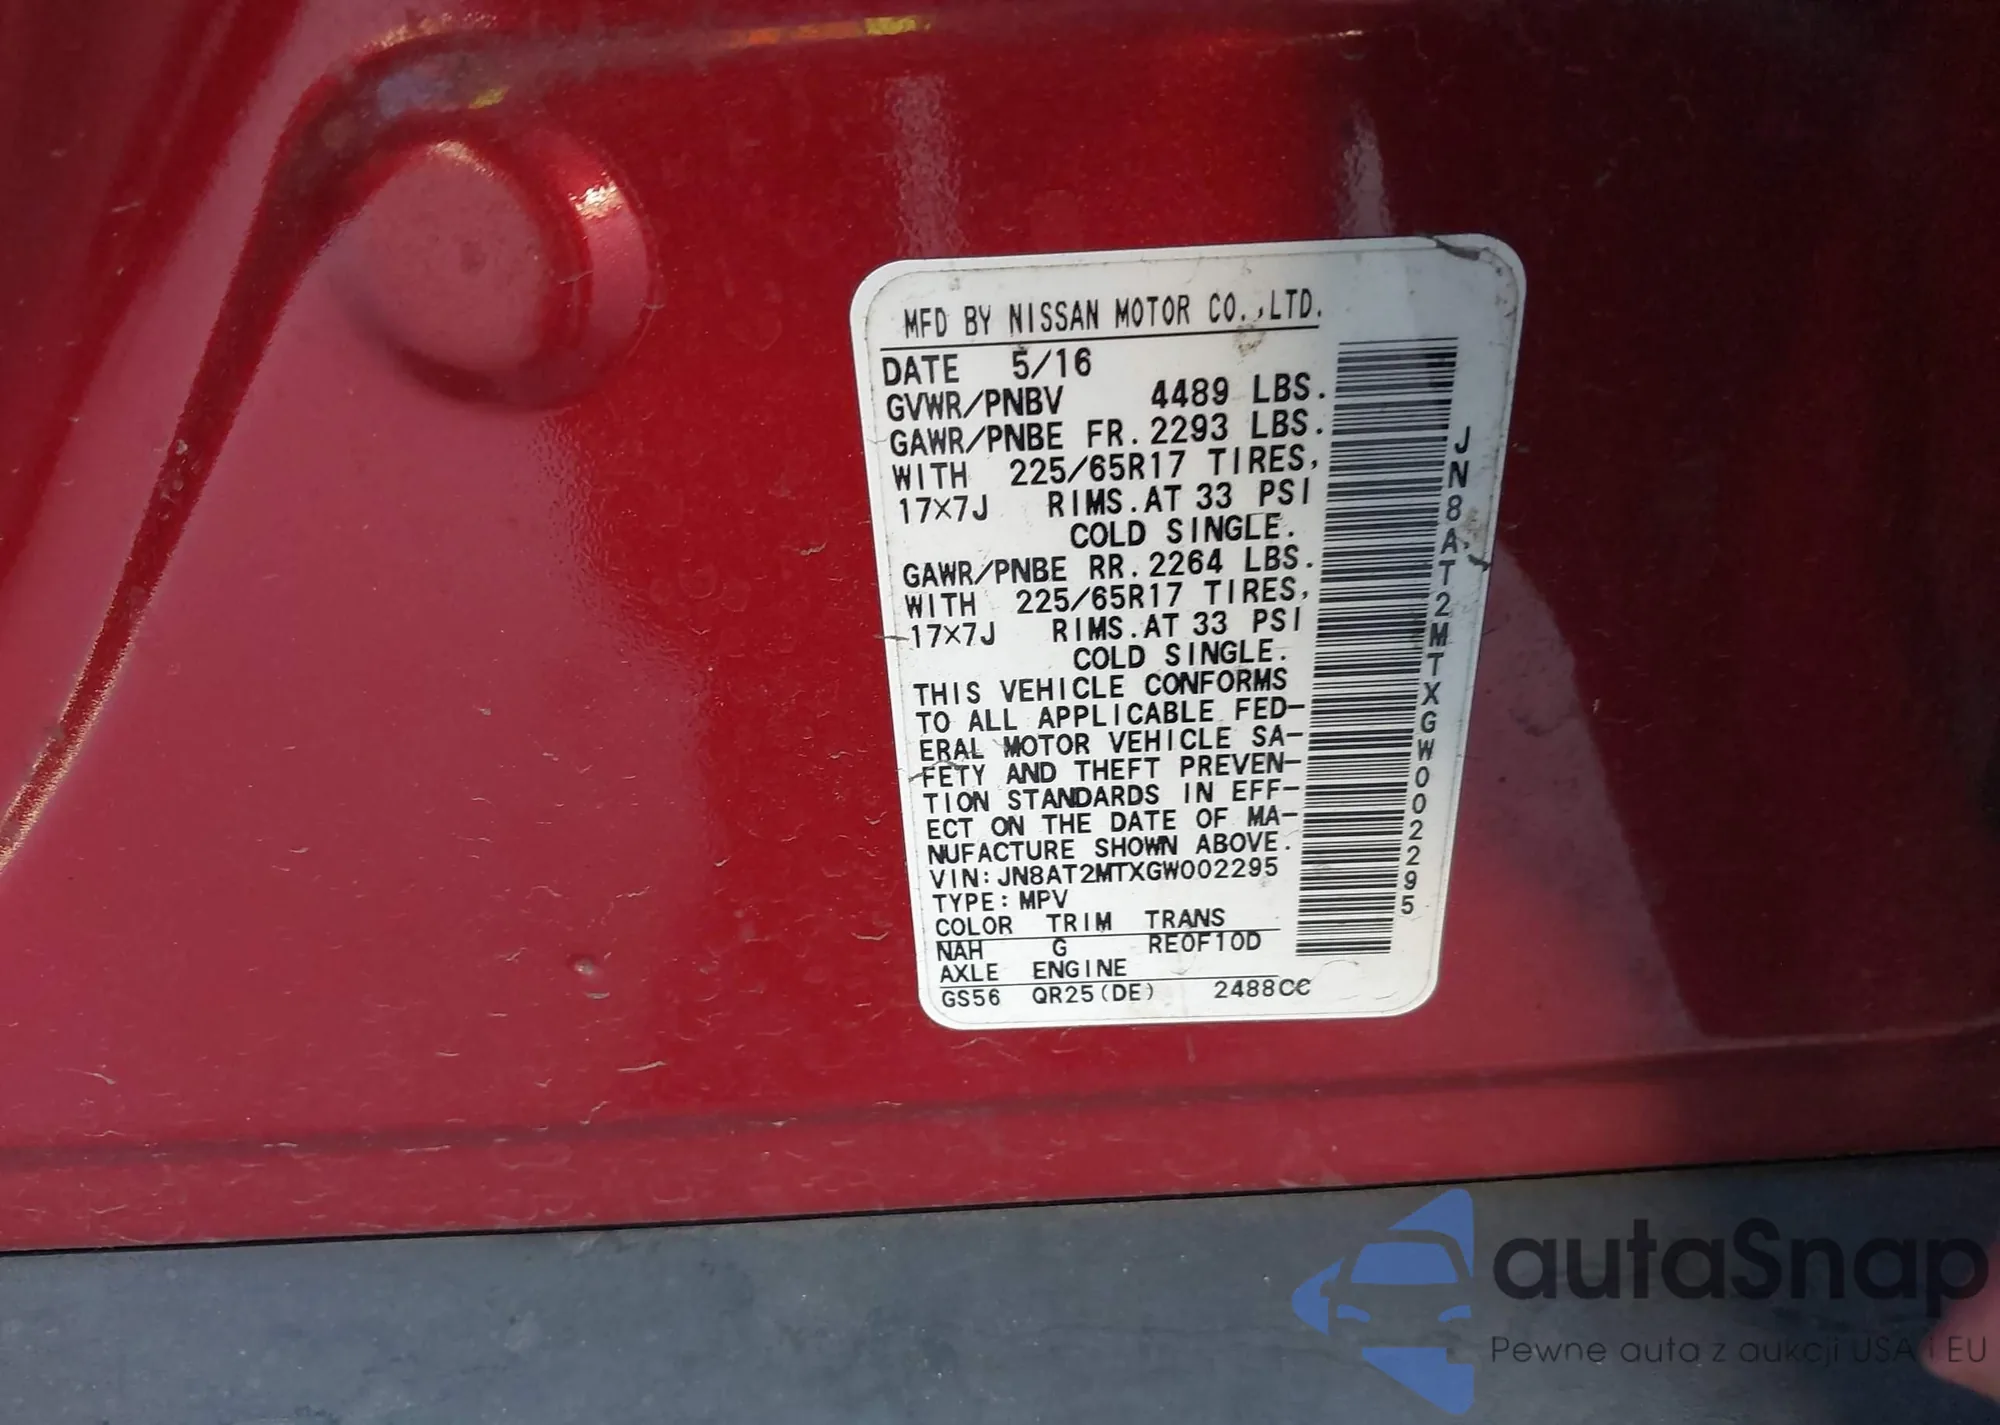 MFD BY NISSAN MOTOR CO.,LTD.
DATE 5/16
GVWR/PNBV 4489 LBS.
GAWR/PNBE FR. 2293 LBS.
WITH 225/65R17 TIRES,
17×7J RIMS. AT 33 PSI
COLD SINGLE.
GAWR/PNBE RR. 2264 LBS.
WITH 225/65R17 TIRES,
17×7J RIMS. AT 33 PSI
COLD SINGLE.
THIS VEHICLE CONFORMS
TO ALL APPLICABLE FED-
ERAL MOTOR VEHICLE SA-
FETY AND THEFT PREVEN-
TION STANDARDS IN EFF-
ECT ON THE DATE OF MA-
NUFACTURE SHOWN ABOVE.
VIN:JN8AT2MTXGW002295
TYPE:MPV
COLOR TRIM TRANS
NAH G RE0F10D
AXLE ENGINE
GS56 QR25(DE) 2488CC
JN8AT2MTXGW002295
autaSnap
Pewne auta z aukcji USA i EU